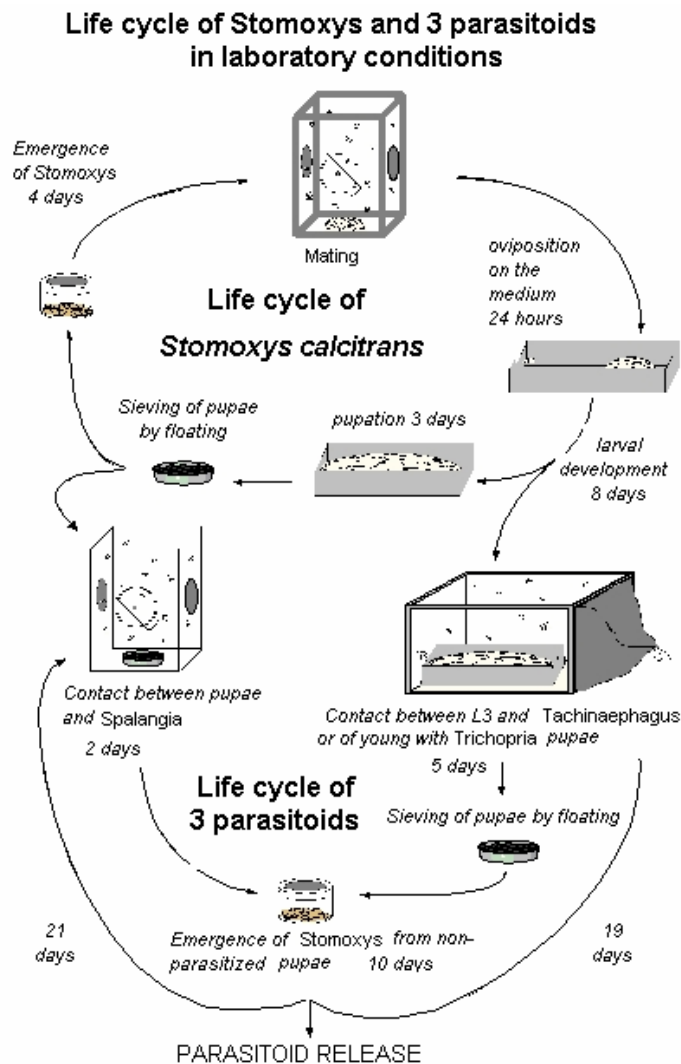 Life cycle of Stomoxys and 3 parasitoids
in laboratory conditions
Emergence
of Stomoxys
4 days
Mating
oviposition
on the
medium
24 hours
Life cycle of
Stomoxys calcitrans
Sieving of pupae
by floating
pupation 3 days
larval
development
8 days
Contact between pupae
and Spalangia
2 days
Contact between L3 and Tachinaephagus
or of young with Trichopria pupae
5 days
Life cycle of
3 parasitoids
Sieving of pupae by floating
Emergence of Stomoxys from non-
parasitized pupae 10 days
21
days
19
days
PARASITOID RELEASE